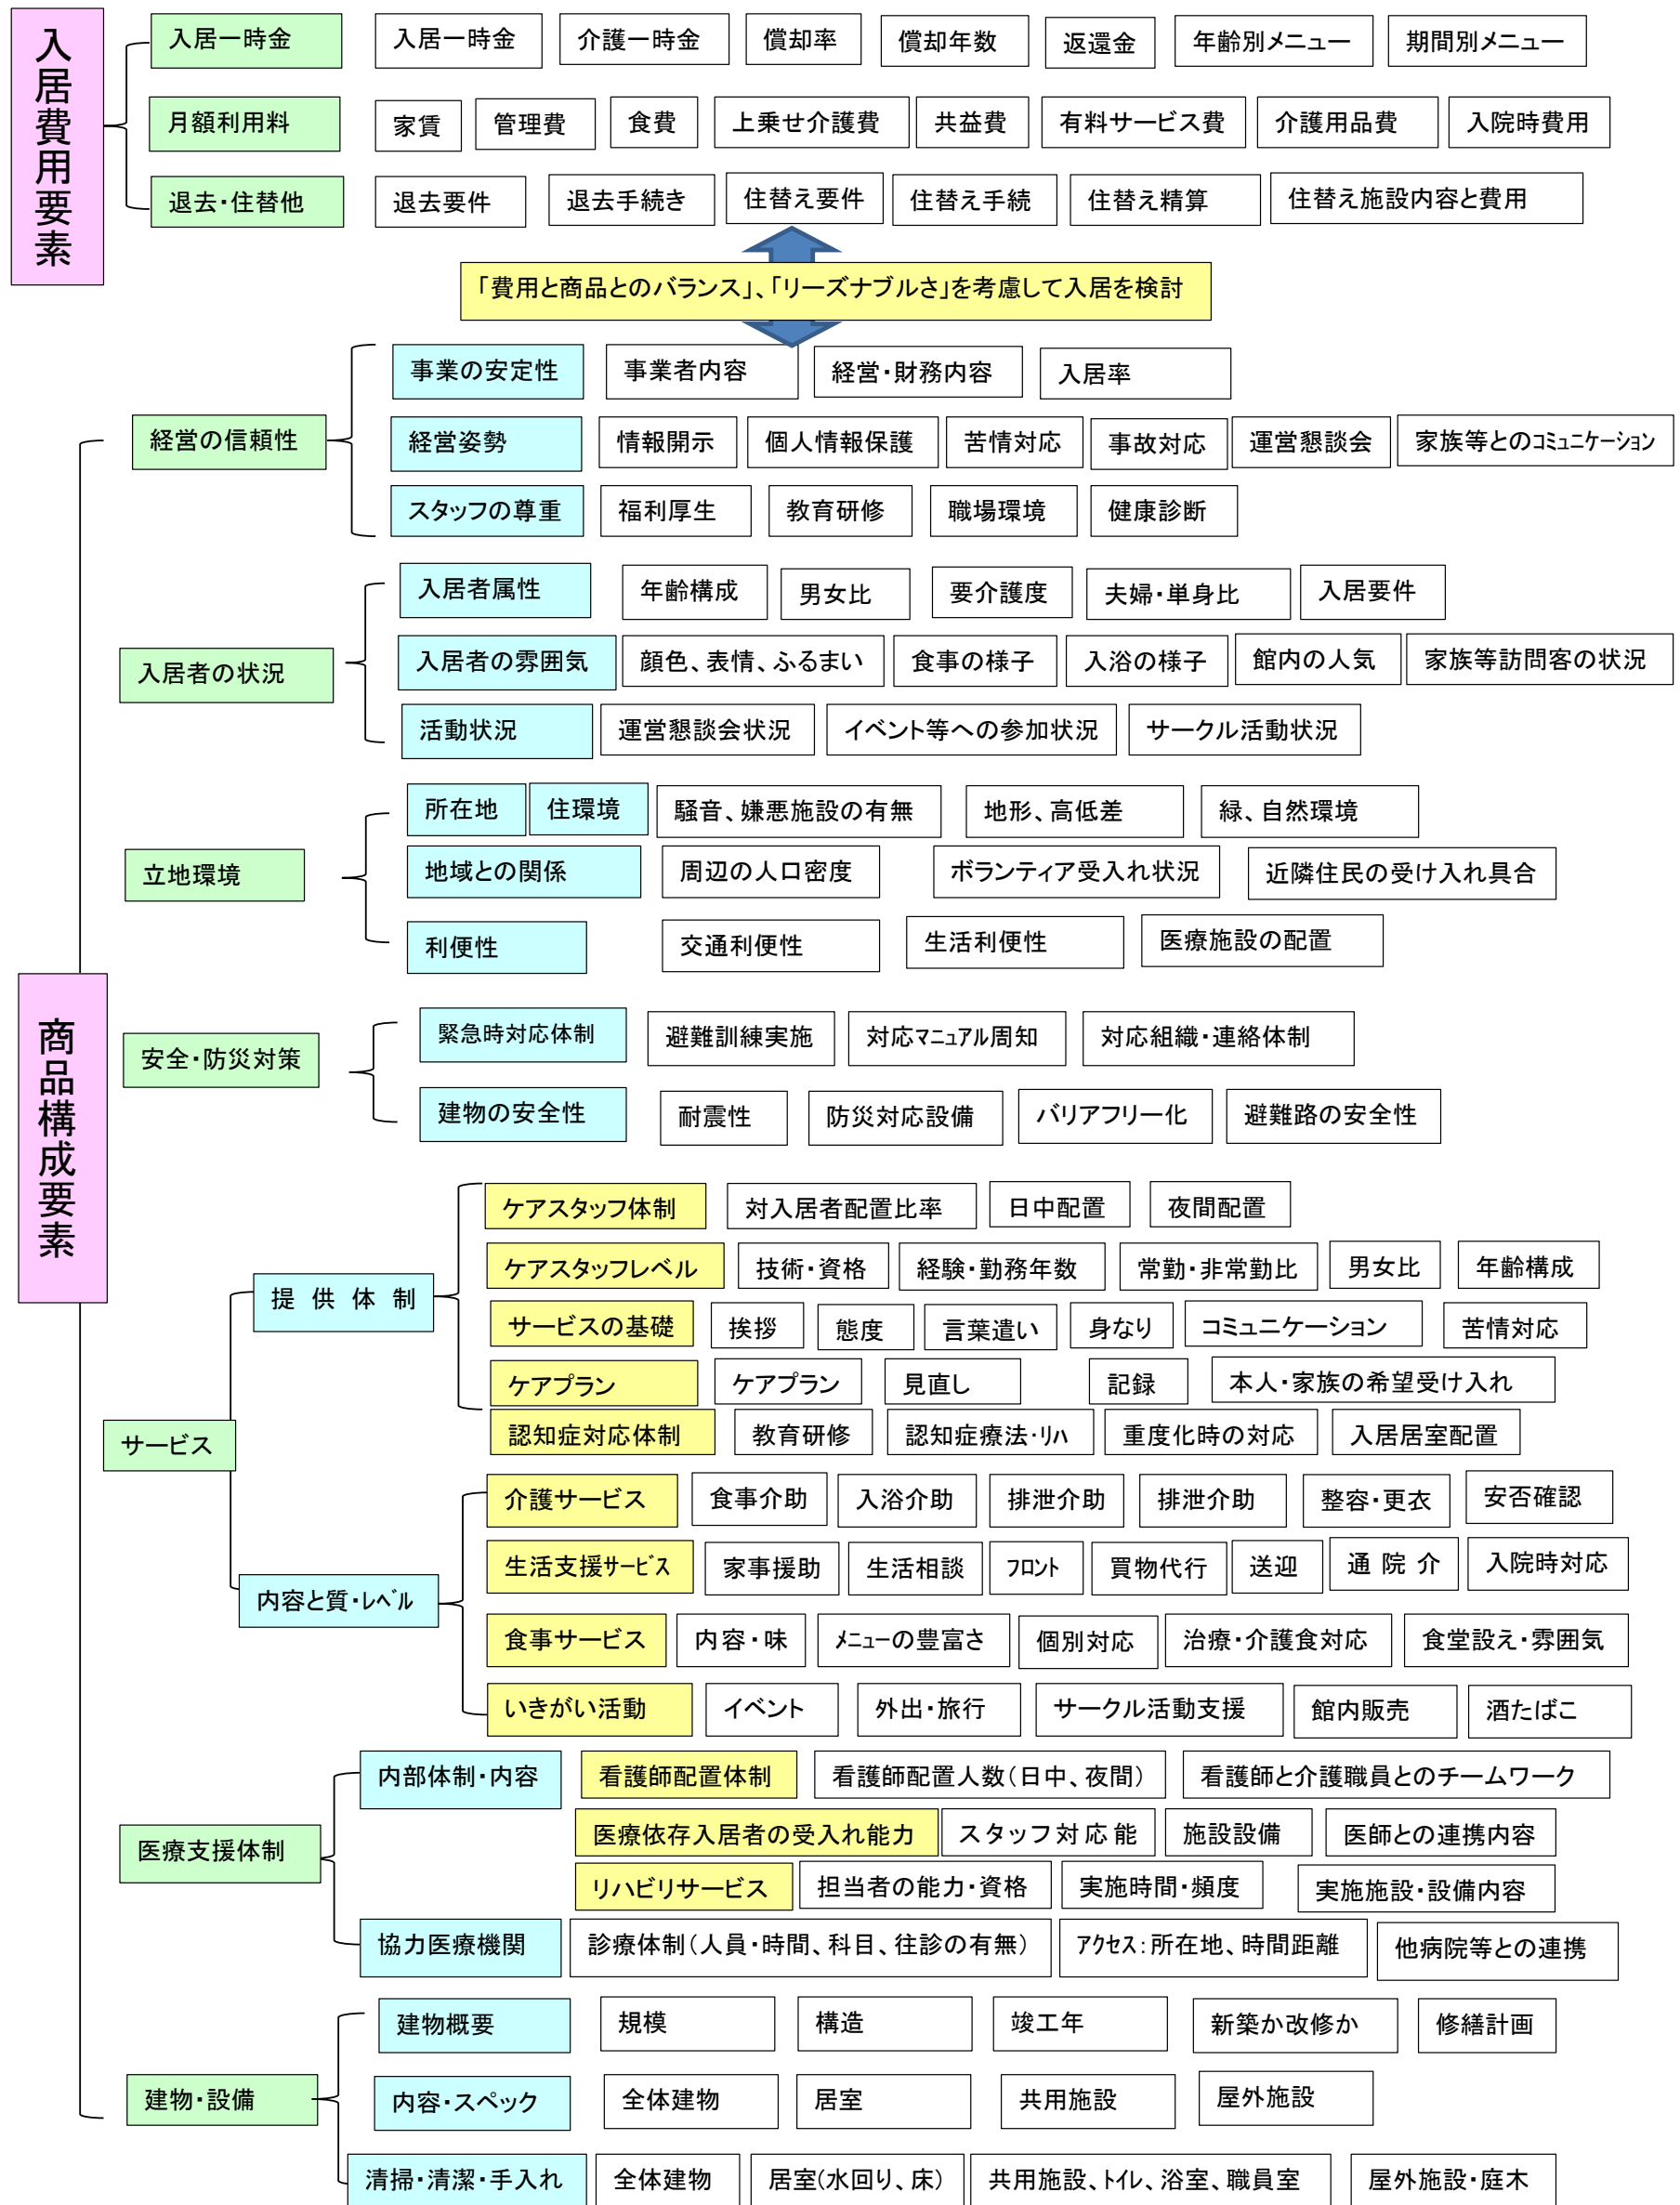 入居費用要素
入居一時金 入居一時金 介護一時金 償却率 償却年数 返還金 年齢別メニュー 期間別メニュー
月額利用料 家賃 管理費 食費 上乗せ介護費 共益費 有料サービス費 介護用品費 入院時費用
退去・住替他 退去要件 退去手続き 住替え要件 住替え手続 住替え精算 住替え施設内容と費用
「費用と商品とのバランス」、「リーズナブルさ」を考慮して入居を検討
商品構成要素
経営の信頼性
事業の安定性 事業者内容 経営・財務内容 入居率
経営姿勢 情報開示 個人情報保護 苦情対応 事故対応 運営懇談会 家族等とのｺﾐｭﾆｹｰｼｮﾝ
スタッフの尊重 福利厚生 教育研修 職場環境 健康診断
入居者の状況
入居者属性 年齢構成 男女比 要介護度 夫婦・単身比 入居要件
入居者の雰囲気 顔色、表情、ふるまい 食事の様子 入浴の様子 館内の人気 家族等訪問客の状況
活動状況 運営懇談会状況 イベント等への参加状況 サークル活動状況
立地環境
所在地 住環境 騒音、嫌悪施設の有無 地形、高低差 緑、自然環境
地域との関係 周辺の人口密度 ボランティア受入れ状況 近隣住民の受け入れ具合
利便性 交通利便性 生活利便性 医療施設の配置
安全・防災対策
緊急時対応体制 避難訓練実施 対応ﾏﾆｭｱﾙ周知 対応組織・連絡体制
建物の安全性 耐震性 防災対応設備 バリアフリー化 避難路の安全性
サービス
提 供 体 制
ケアスタッフ体制 対入居者配置比率 日中配置 夜間配置
ケアスタッフレベル 技術・資格 経験・勤務年数 常勤・非常勤比 男女比 年齢構成
サービスの基礎 挨拶 態度 言葉遣い 身なり コミュニケーション 苦情対応
ケアプラン ケアプラン 見直し 記録 本人・家族の希望受け入れ
認知症対応体制 教育研修 認知症療法・ﾘﾊ 重度化時の対応 入居居室配置
内容と質・ﾚﾍﾞﾙ
介護サービス 食事介助 入浴介助 排泄介助 排泄介助 整容・更衣 安否確認
生活支援ｻｰﾋﾞｽ 家事援助 生活相談 ﾌﾛﾝﾄ 買物代行 送迎 通 院 介 入院時対応
食事サービス 内容・味 ﾒﾆｭｰの豊富さ 個別対応 治療・介護食対応 食堂設え・雰囲気
いきがい活動 イベント 外出・旅行 サークル活動支援 館内販売 酒たばこ
医療支援体制
内部体制・内容 看護師配置体制 看護師配置人数（日中、夜間） 看護師と介護職員とのチームワーク
医療依存入居者の受入れ能力 スタッフ対応能 施設設備 医師との連携内容
リハビリサービス 担当者の能力・資格 実施時間・頻度 実施施設・設備内容
協力医療機関 診療体制（人員・時間、科目、往診の有無） ｱｸｾｽ：所在地、時間距離 他病院等との連携
建物・設備
建物概要 規模 構造 竣工年 新築か改修か 修繕計画
内容・スペック 全体建物 居室 共用施設 屋外施設
清掃・清潔・手入れ 全体建物 居室(水回り、床) 共用施設、ﾄｲﾚ、浴室、職員室 屋外施設・庭木